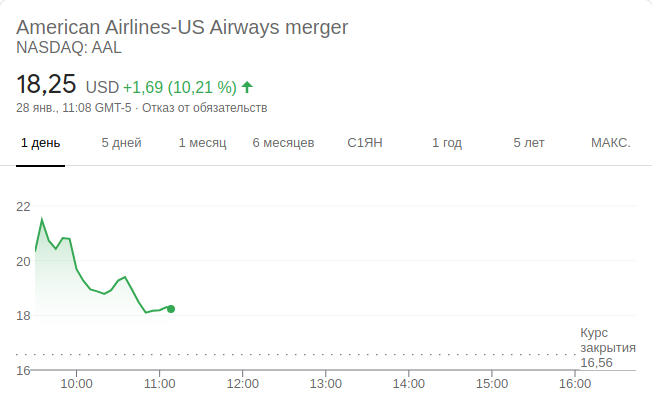 American Airlines-US Airways merger
NASDAQ: AAL
18,25 USD +1,69 (10,21 %)
28 янв., 11:08 GMT-5 · Отказ от обязательств
1 день 5 дней 1 месяц 6 месяцев С1ЯН 1 год 5 лет МАКС.
22
20
18
16
Курс
закрытия
16,56
10:00 11:00 12:00 13:00 14:00 15:00 16:00